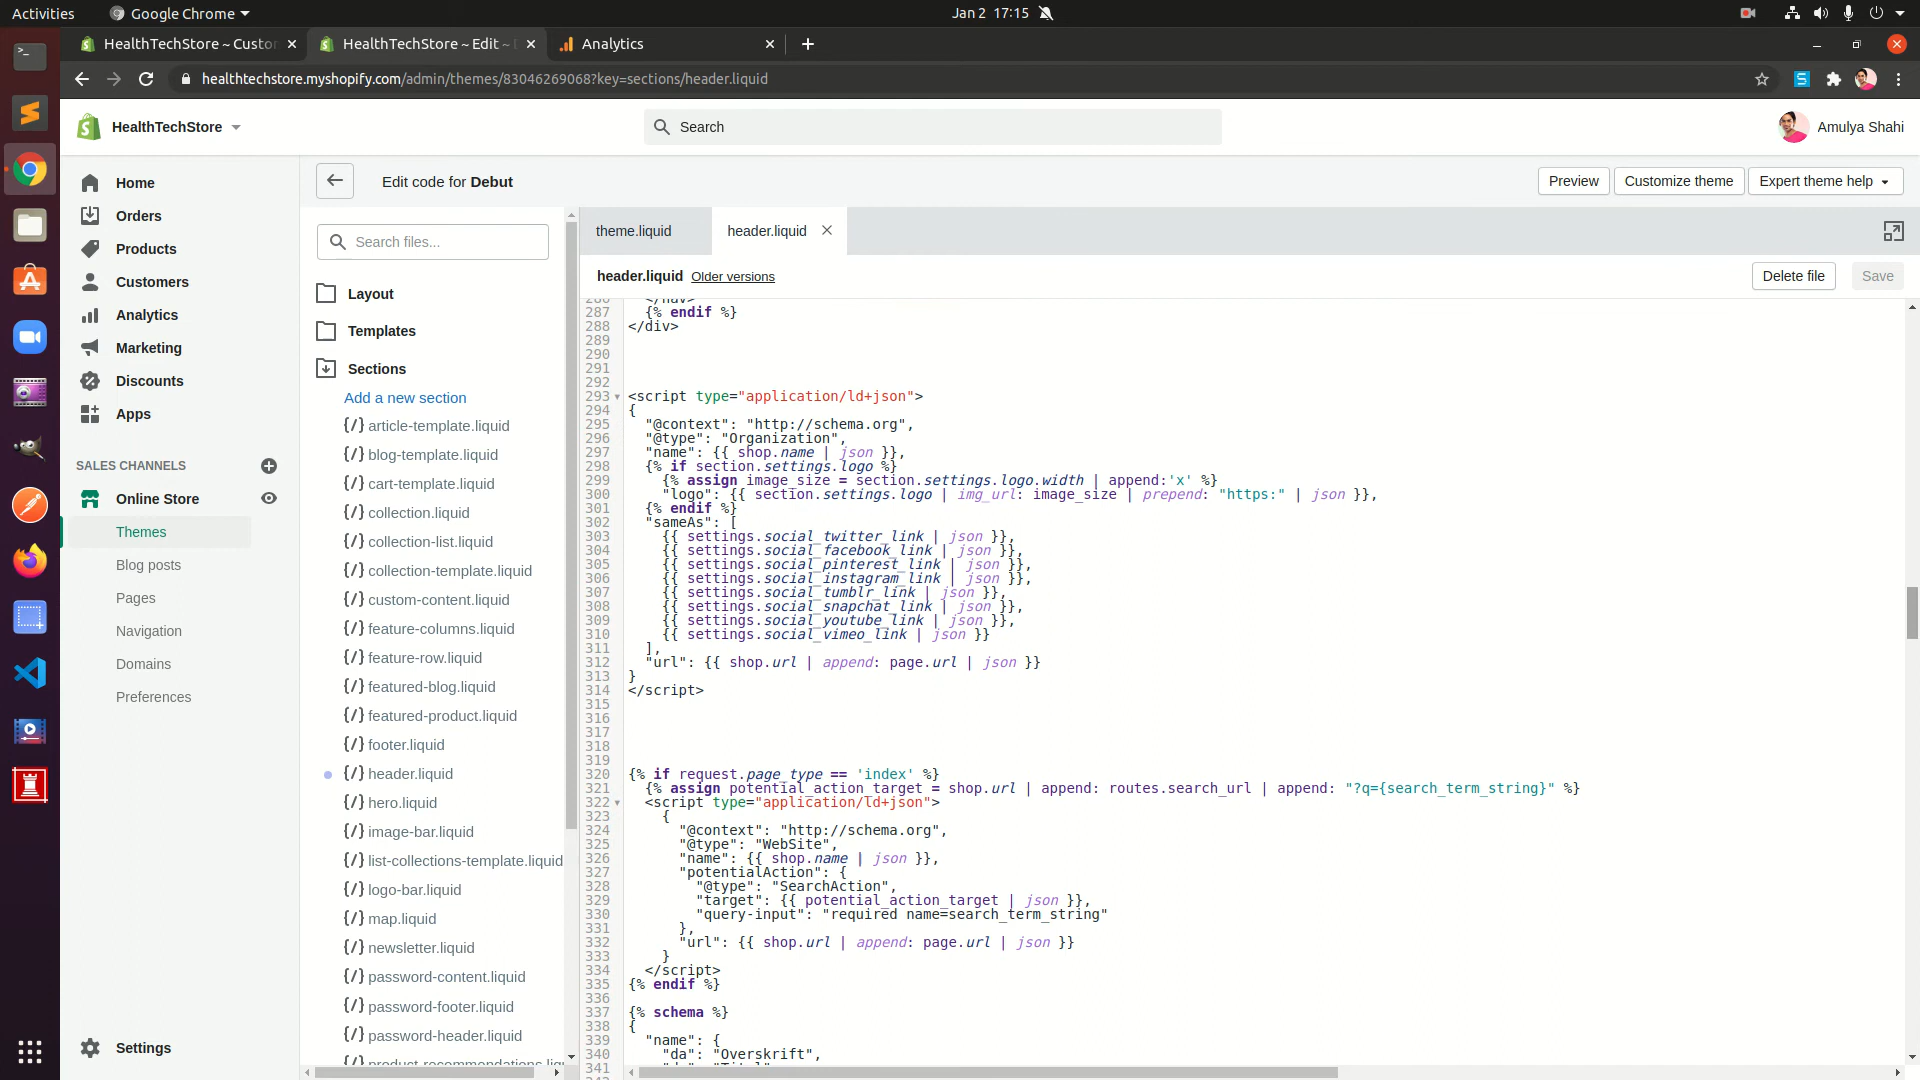 Activities
Google Chrome
Jan 2 17:15
HealthTechStore ~ Custo
HealthTechStore ~ Edit ~
Analytics
healthtechstore.myshopify.com/admin/themes/83046269068?key=sections/header.liquid
HealthTechStore
Search
Amulya Shahi
Home
Orders
Products
Customers
Analytics
Marketing
Discounts
Apps
SALES CHANNELS
Online Store
Themes
Blog posts
Pages
Navigation
Domains
Preferences
Settings
Edit code for Debut
Preview
Customize theme
Expert theme help
Search files...
Layout
Templates
Sections
Add a new section
{/} article-template.liquid
{/} blog-template.liquid
{/} cart-template.liquid
{/} collection.liquid
{/} collection-list.liquid
{/} collection-template.liquid
{/} custom-content.liquid
{/} feature-columns.liquid
{/} feature-row.liquid
{/} featured-blog.liquid
{/} featured-product.liquid
{/} footer.liquid
{/} header.liquid
{/} hero.liquid
{/} image-bar.liquid
{/} list-collections-template.liquid
{/} logo-bar.liquid
{/} map.liquid
{/} newsletter.liquid
{/} password-content.liquid
{/} password-footer.liquid
{/} password-header.liquid
theme.liquid
header.liquid
header.liquid Older versions
Delete file
Save
286 </nav>
287 {% endif %}
288 </div>
289
290
291
292
293 <script type="application/ld+json">
294 {
295 "@context": "http://schema.org",
296 "@type": "Organization",
297 "name": {{ shop.name | json }},
298 {% if section.settings.logo %}
299 {% assign image_size = section.settings.logo.width | append:'x' %}
300 "logo": {{ section.settings.logo | img_url: image_size | prepend: "https:" | json }},
301 {% endif %}
302 "sameAs": [
303 {{ settings.social_twitter_link | json }},
304 {{ settings.social_facebook_link | json }},
305 {{ settings.social_pinterest_link | json }},
306 {{ settings.social_instagram_link | json }},
307 {{ settings.social_tumblr_link | json }},
308 {{ settings.social_snapchat_link | json }},
309 {{ settings.social_youtube_link | json }},
310 {{ settings.social_vimeo_link | json }}
311 ],
312 "url": {{ shop.url | append: page.url | json }}
313 }
314 </script>
315
316
317
318
319
320 {% if request.page_type == 'index' %}
321 {% assign potential_action_target = shop.url | append: routes.search_url | append: "?q={search_term_string}" %}
322 <script type="application/ld+json">
323 {
324 "@context": "http://schema.org",
325 "@type": "WebSite",
326 "name": {{ shop.name | json }},
327 "potentialAction": {
328 "@type": "SearchAction",
329 "target": {{ potential_action_target | json }},
330 "query-input": "required name=search_term_string"
331 },
332 "url": {{ shop.url | append: page.url | json }}
333 }
334 </script>
335 {% endif %}
336
337 {% schema %}
338 {
339 "name": {
340 "da": "Overskrift",
341